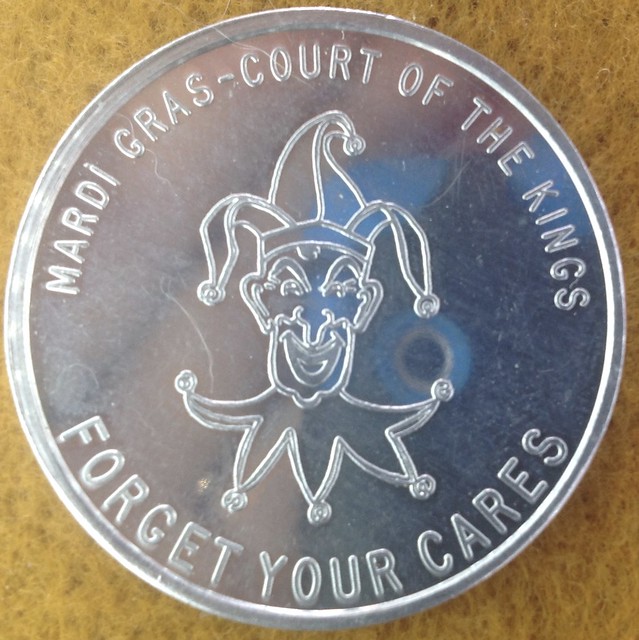 MARDi GRAS-COURT OF THE KINGS
FORGET YOUR CARES